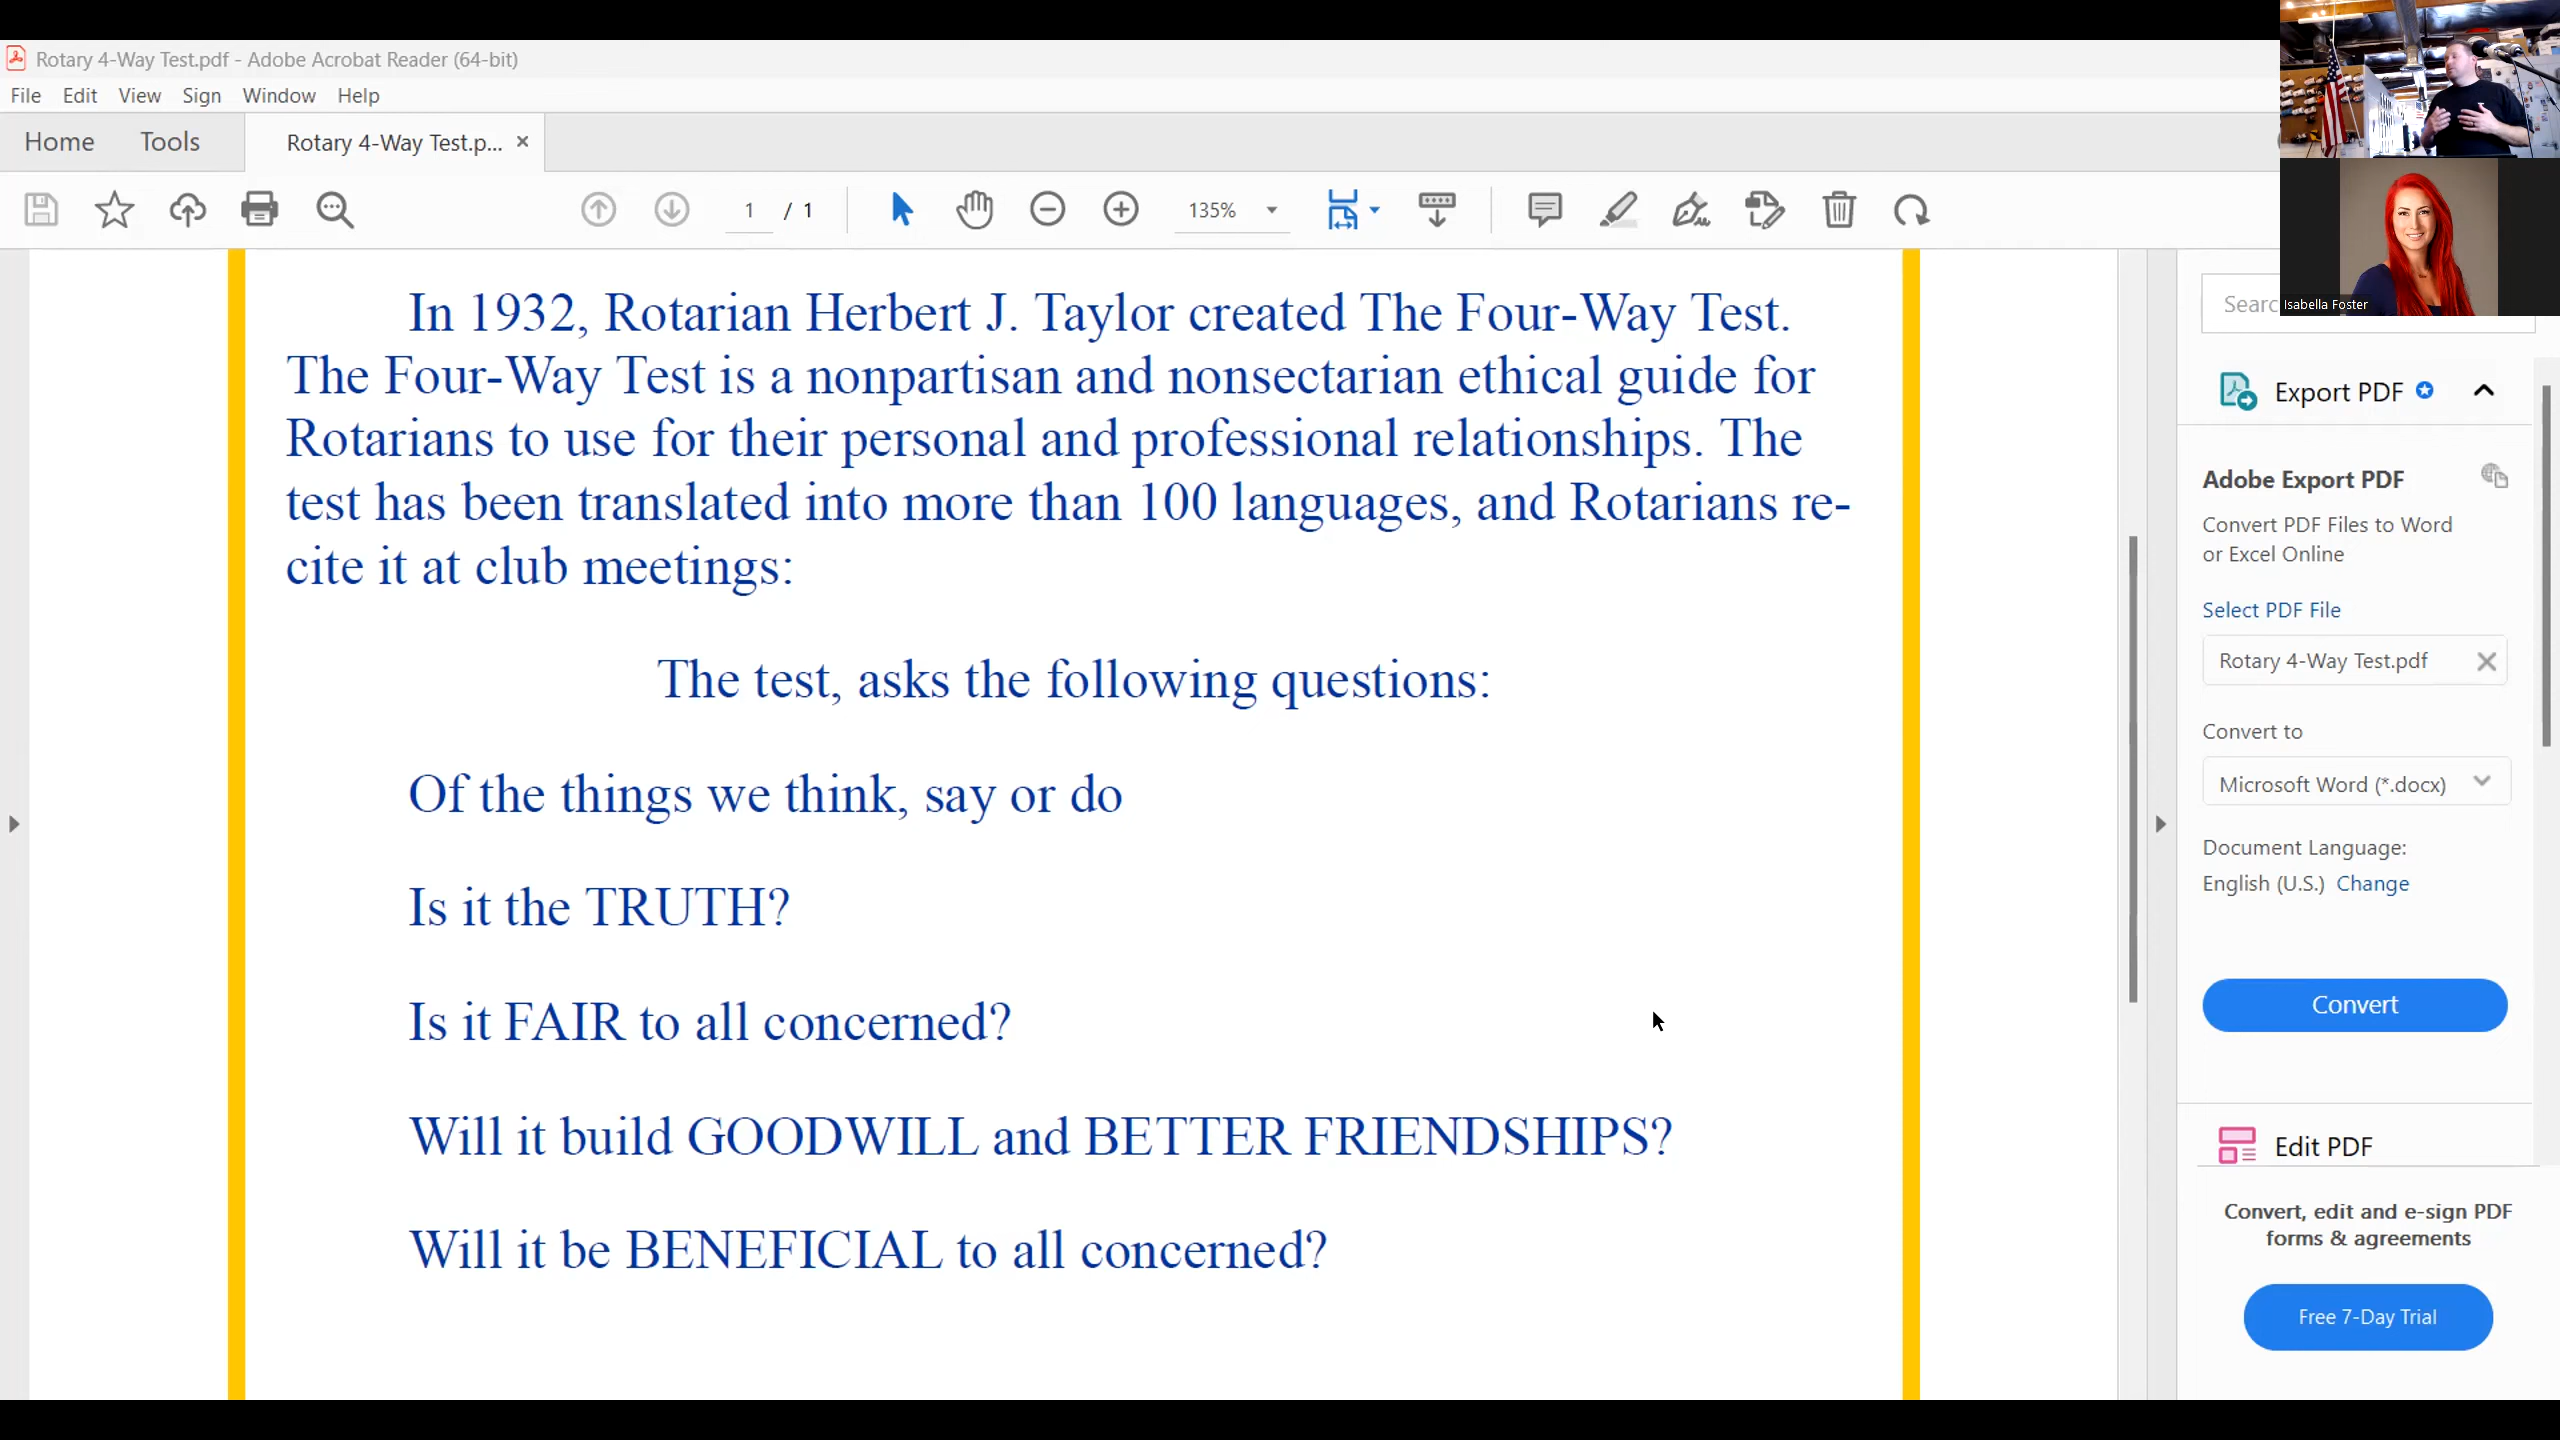 Rotary 4-Way Test.pdf - Adobe Acrobat Reader (64-bit)
File Edit View Sign Window Help
Home Tools Rotary 4-Way Test.p...
1 / 1 135%
In 1932, Rotarian Herbert J. Taylor created The Four-Way Test.
The Four-Way Test is a nonpartisan and nonsectarian ethical guide for
Rotarians to use for their personal and professional relationships. The
test has been translated into more than 100 languages, and Rotarians re-
cite it at club meetings:
The test, asks the following questions:
Of the things we think, say or do
Is it the TRUTH?
Is it FAIR to all concerned?
Will it build GOODWILL and BETTER FRIENDSHIPS?
Will it be BENEFICIAL to all concerned?
Isabella Foster
Searc
Export PDF
Adobe Export PDF
Convert PDF Files to Word
or Excel Online
Select PDF File
Rotary 4-Way Test.pdf
Convert to
Microsoft Word (*.docx)
Document Language:
English (U.S.) Change
Convert
Edit PDF
Convert, edit and e-sign PDF
forms & agreements
Free 7-Day Trial